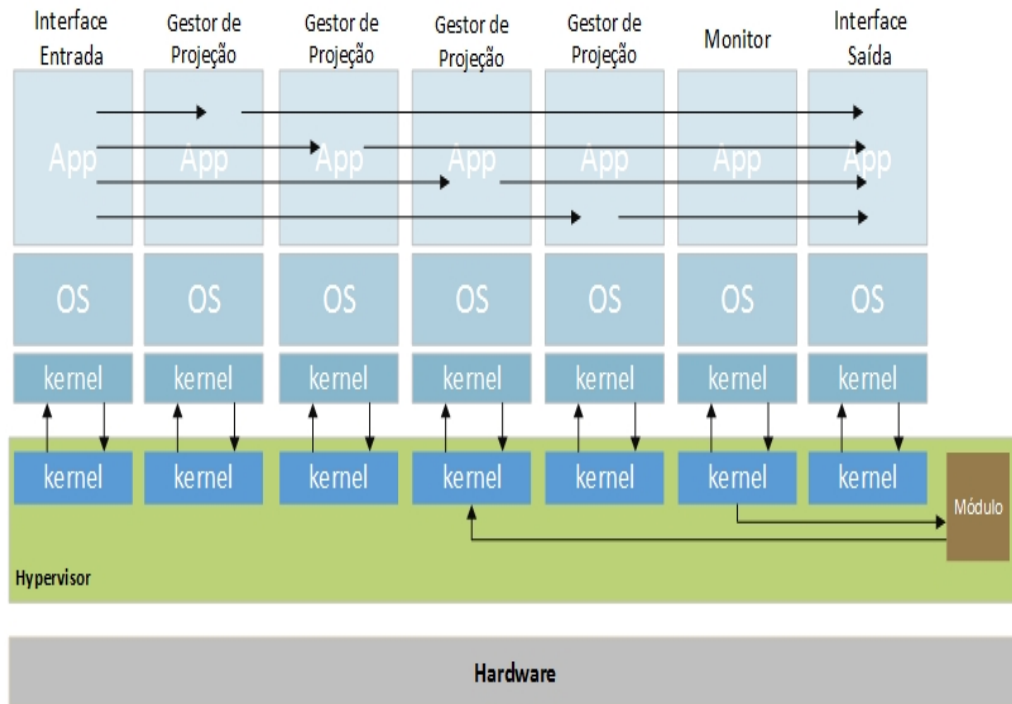 Interface
Entrada
Gestor de
Projeção
Gestor de
Projeção
Gestor de
Projeção
Gestor de
Projeção
Monitor
Interface
Saída
App App App App App App App
OS OS OS OS OS OS OS
kernel kernel kernel kernel kernel kernel kernel
kernel kernel kernel kernel kernel kernel kernel
Módulo
Hypervisor
Hardware